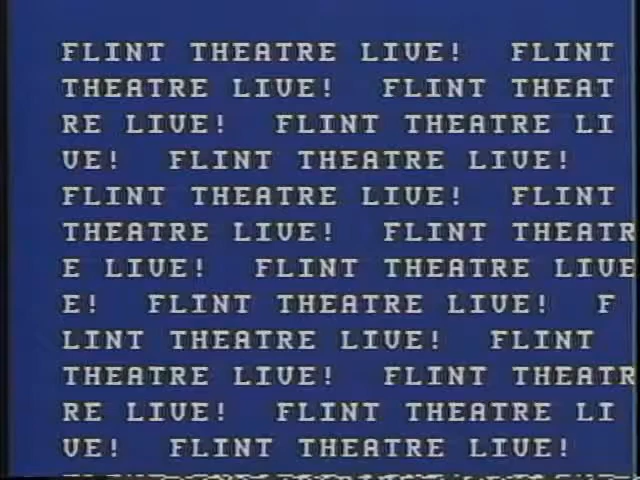 FLINT THEATRE LIVE!  FLINT
THEATRE LIVE!  FLINT THEAT
RE LIVE!  FLINT THEATRE LI
VE!  FLINT THEATRE LIVE!
FLINT THEATRE LIVE!  FLINT
THEATRE LIVE!  FLINT THEATR
E LIVE!  FLINT THEATRE LIVE
E!  FLINT THEATRE LIVE!  F
LINT THEATRE LIVE!  FLINT
THEATRE LIVE!  FLINT THEATR
RE LIVE!  FLINT THEATRE LI
VE!  FLINT THEATRE LIVE!